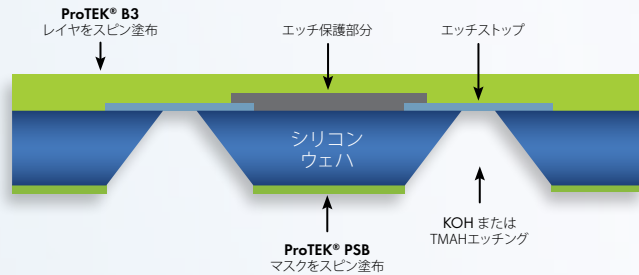 ProTEK® B3
レイヤをスピン塗布
エッチ保護部分
エッチストップ
シリコン
ウェハ
ProTEK® PSB
マスクをスピン塗布
KOH または
TMAHエッチング